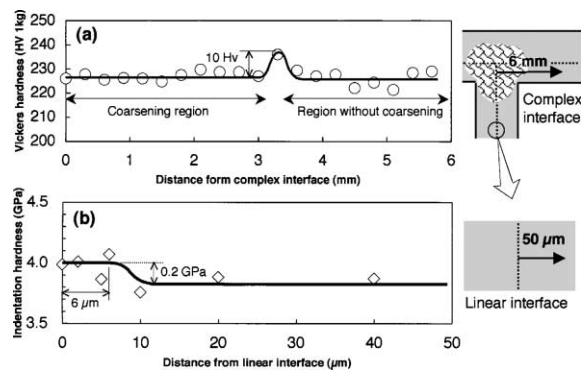 (a)
Vickers hardness (HV 1kg)
250
240
230
220
210
200
10 Hv
Coarsening region
Region without coarsening
0
1
2
3
4
5
6
Distance form complex interface (mm)
6 mm
Complex
interface
(b)
Indentation hardness (GPa)
4.5
4.0
3.5
0.2 GPa
6 µm
0
10
20
30
40
50
Distance from linear interface (µm)
50 µm
Linear interface